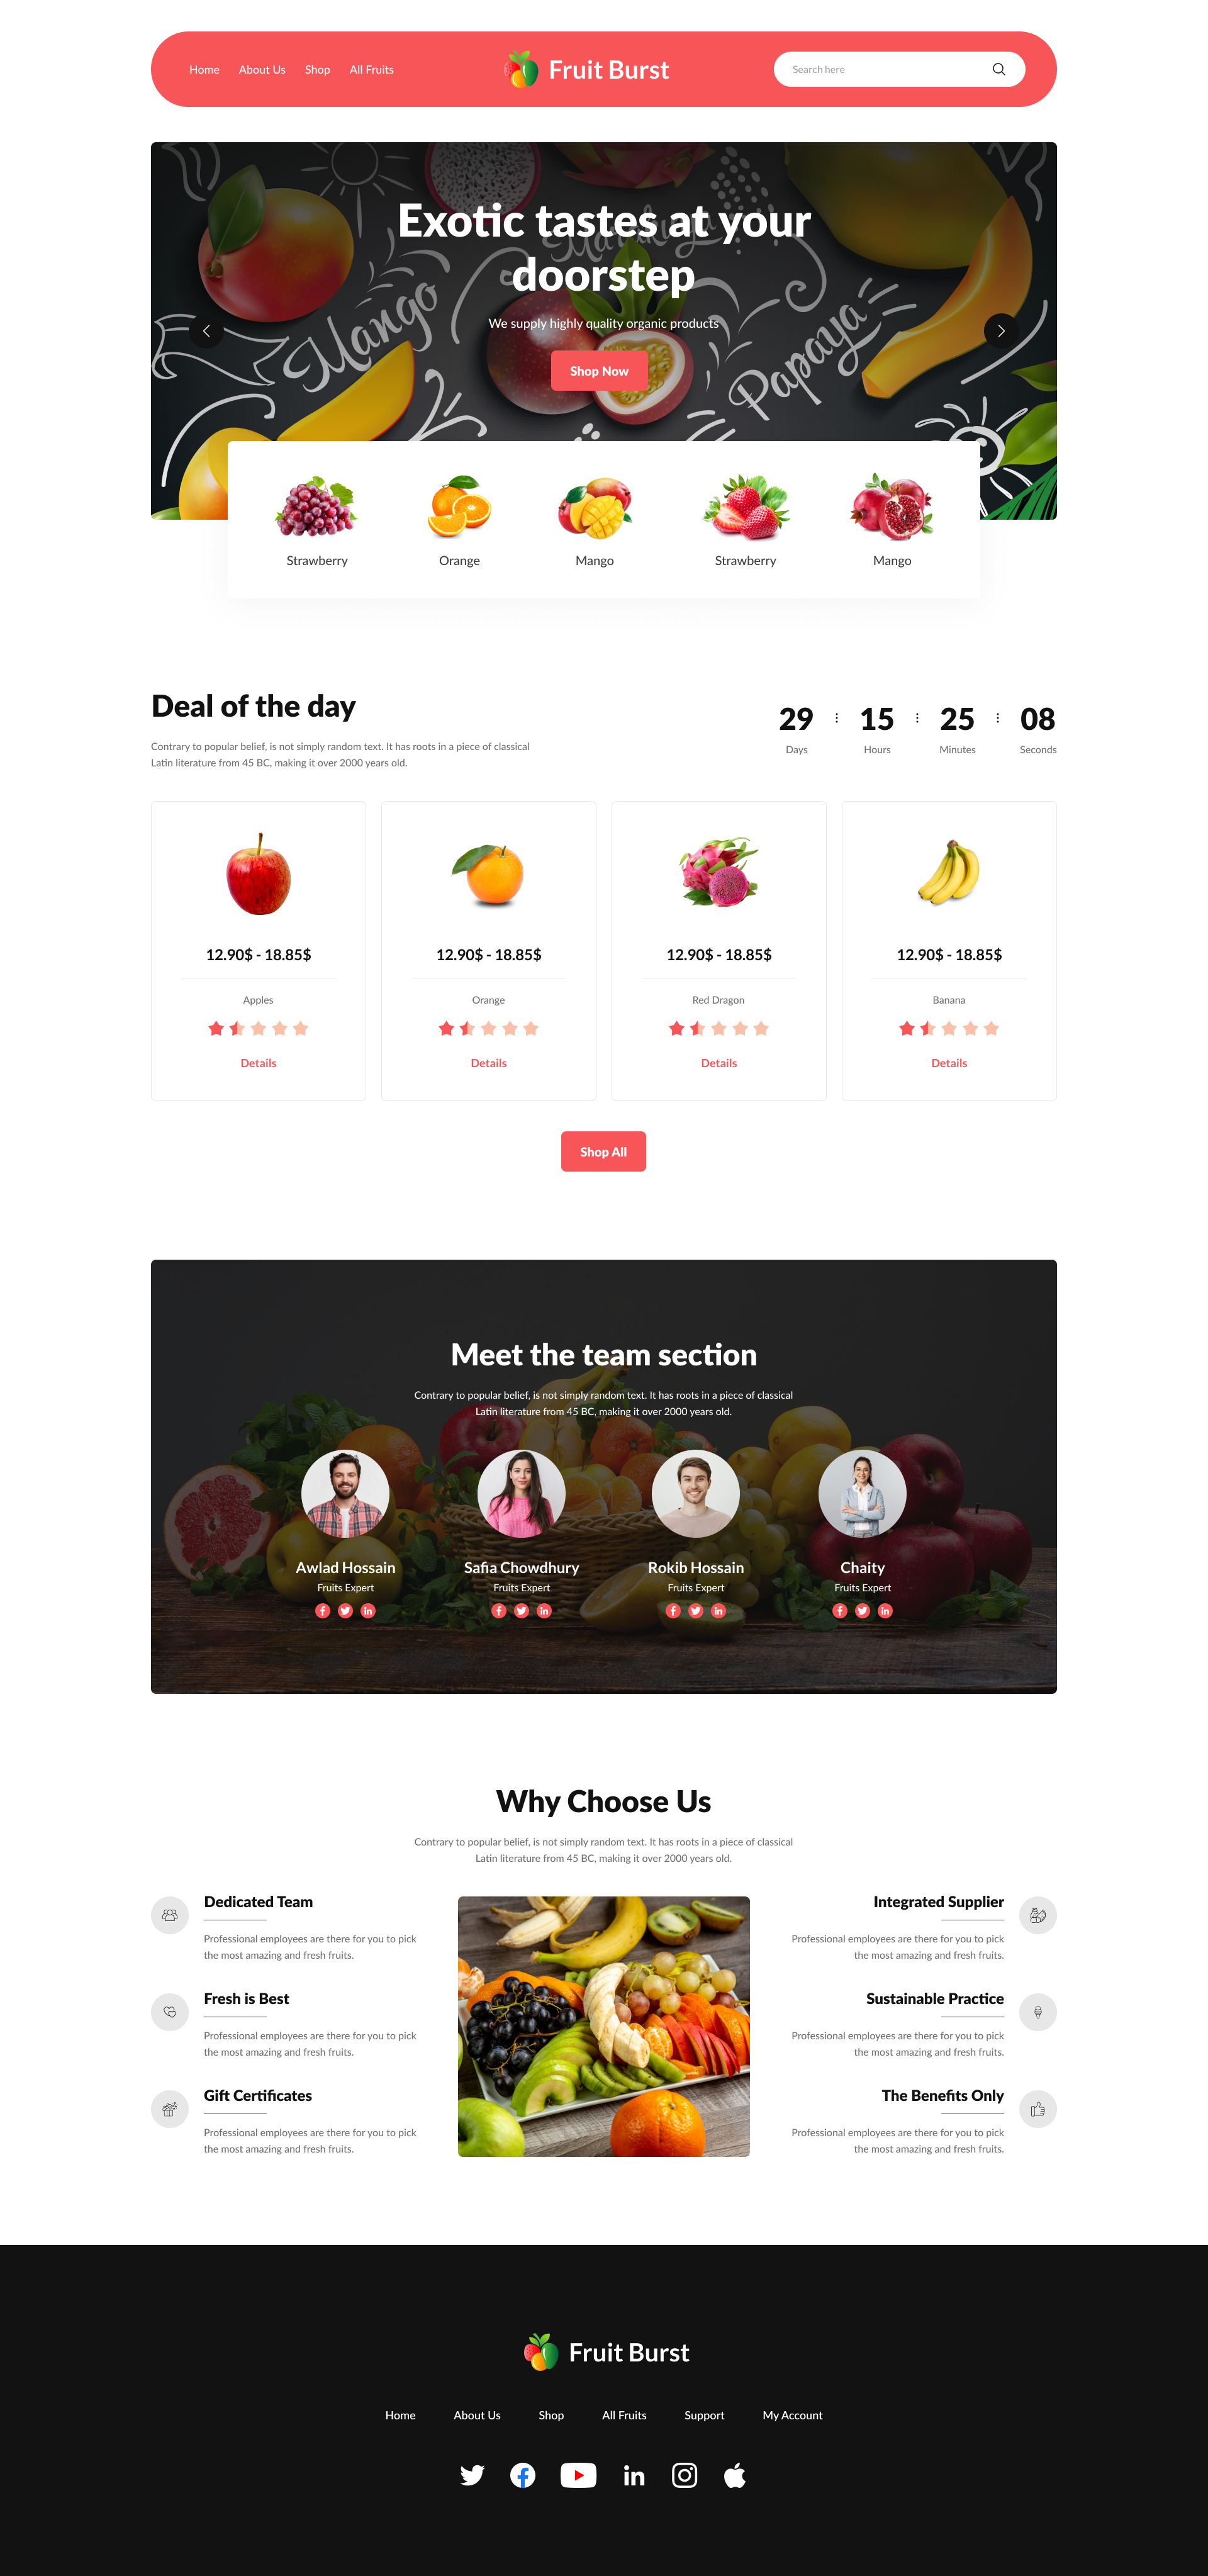 Home About Us Shop All Fruits
Fruit Burst
Search here
Exotic tastes at your
doorstep
We supply highly quality organic products
Shop Now
Mango
Papaya
Strawberry Orange Mango Strawberry Mango
Deal of the day
Contrary to popular belief, is not simply random text. It has roots in a piece of classical
Latin literature from 45 BC, making it over 2000 years old.
29 : 15 : 25 : 08
Days Hours Minutes Seconds
12.90$ - 18.85$ 12.90$ - 18.85$ 12.90$ - 18.85$ 12.90$ - 18.85$
Apples Orange Red Dragon Banana
Details Details Details Details
Shop All
Meet the team section
Contrary to popular belief, is not simply random text. It has roots in a piece of classical
Latin literature from 45 BC, making it over 2000 years old.
Awlad Hossain Safia Chowdhury Rokib Hossain Chaity
Fruits Expert Fruits Expert Fruits Expert Fruits Expert
Why Choose Us
Contrary to popular belief, is not simply random text. It has roots in a piece of classical
Latin literature from 45 BC, making it over 2000 years old.
Dedicated Team
Professional employees are there for you to pick
the most amazing and fresh fruits.
Fresh is Best
Professional employees are there for you to pick
the most amazing and fresh fruits.
Gift Certificates
Professional employees are there for you to pick
the most amazing and fresh fruits.
Integrated Supplier
Professional employees are there for you to pick
the most amazing and fresh fruits.
Sustainable Practice
Professional employees are there for you to pick
the most amazing and fresh fruits.
The Benefits Only
Professional employees are there for you to pick
the most amazing and fresh fruits.
Fruit Burst
Home About Us Shop All Fruits Support My Account